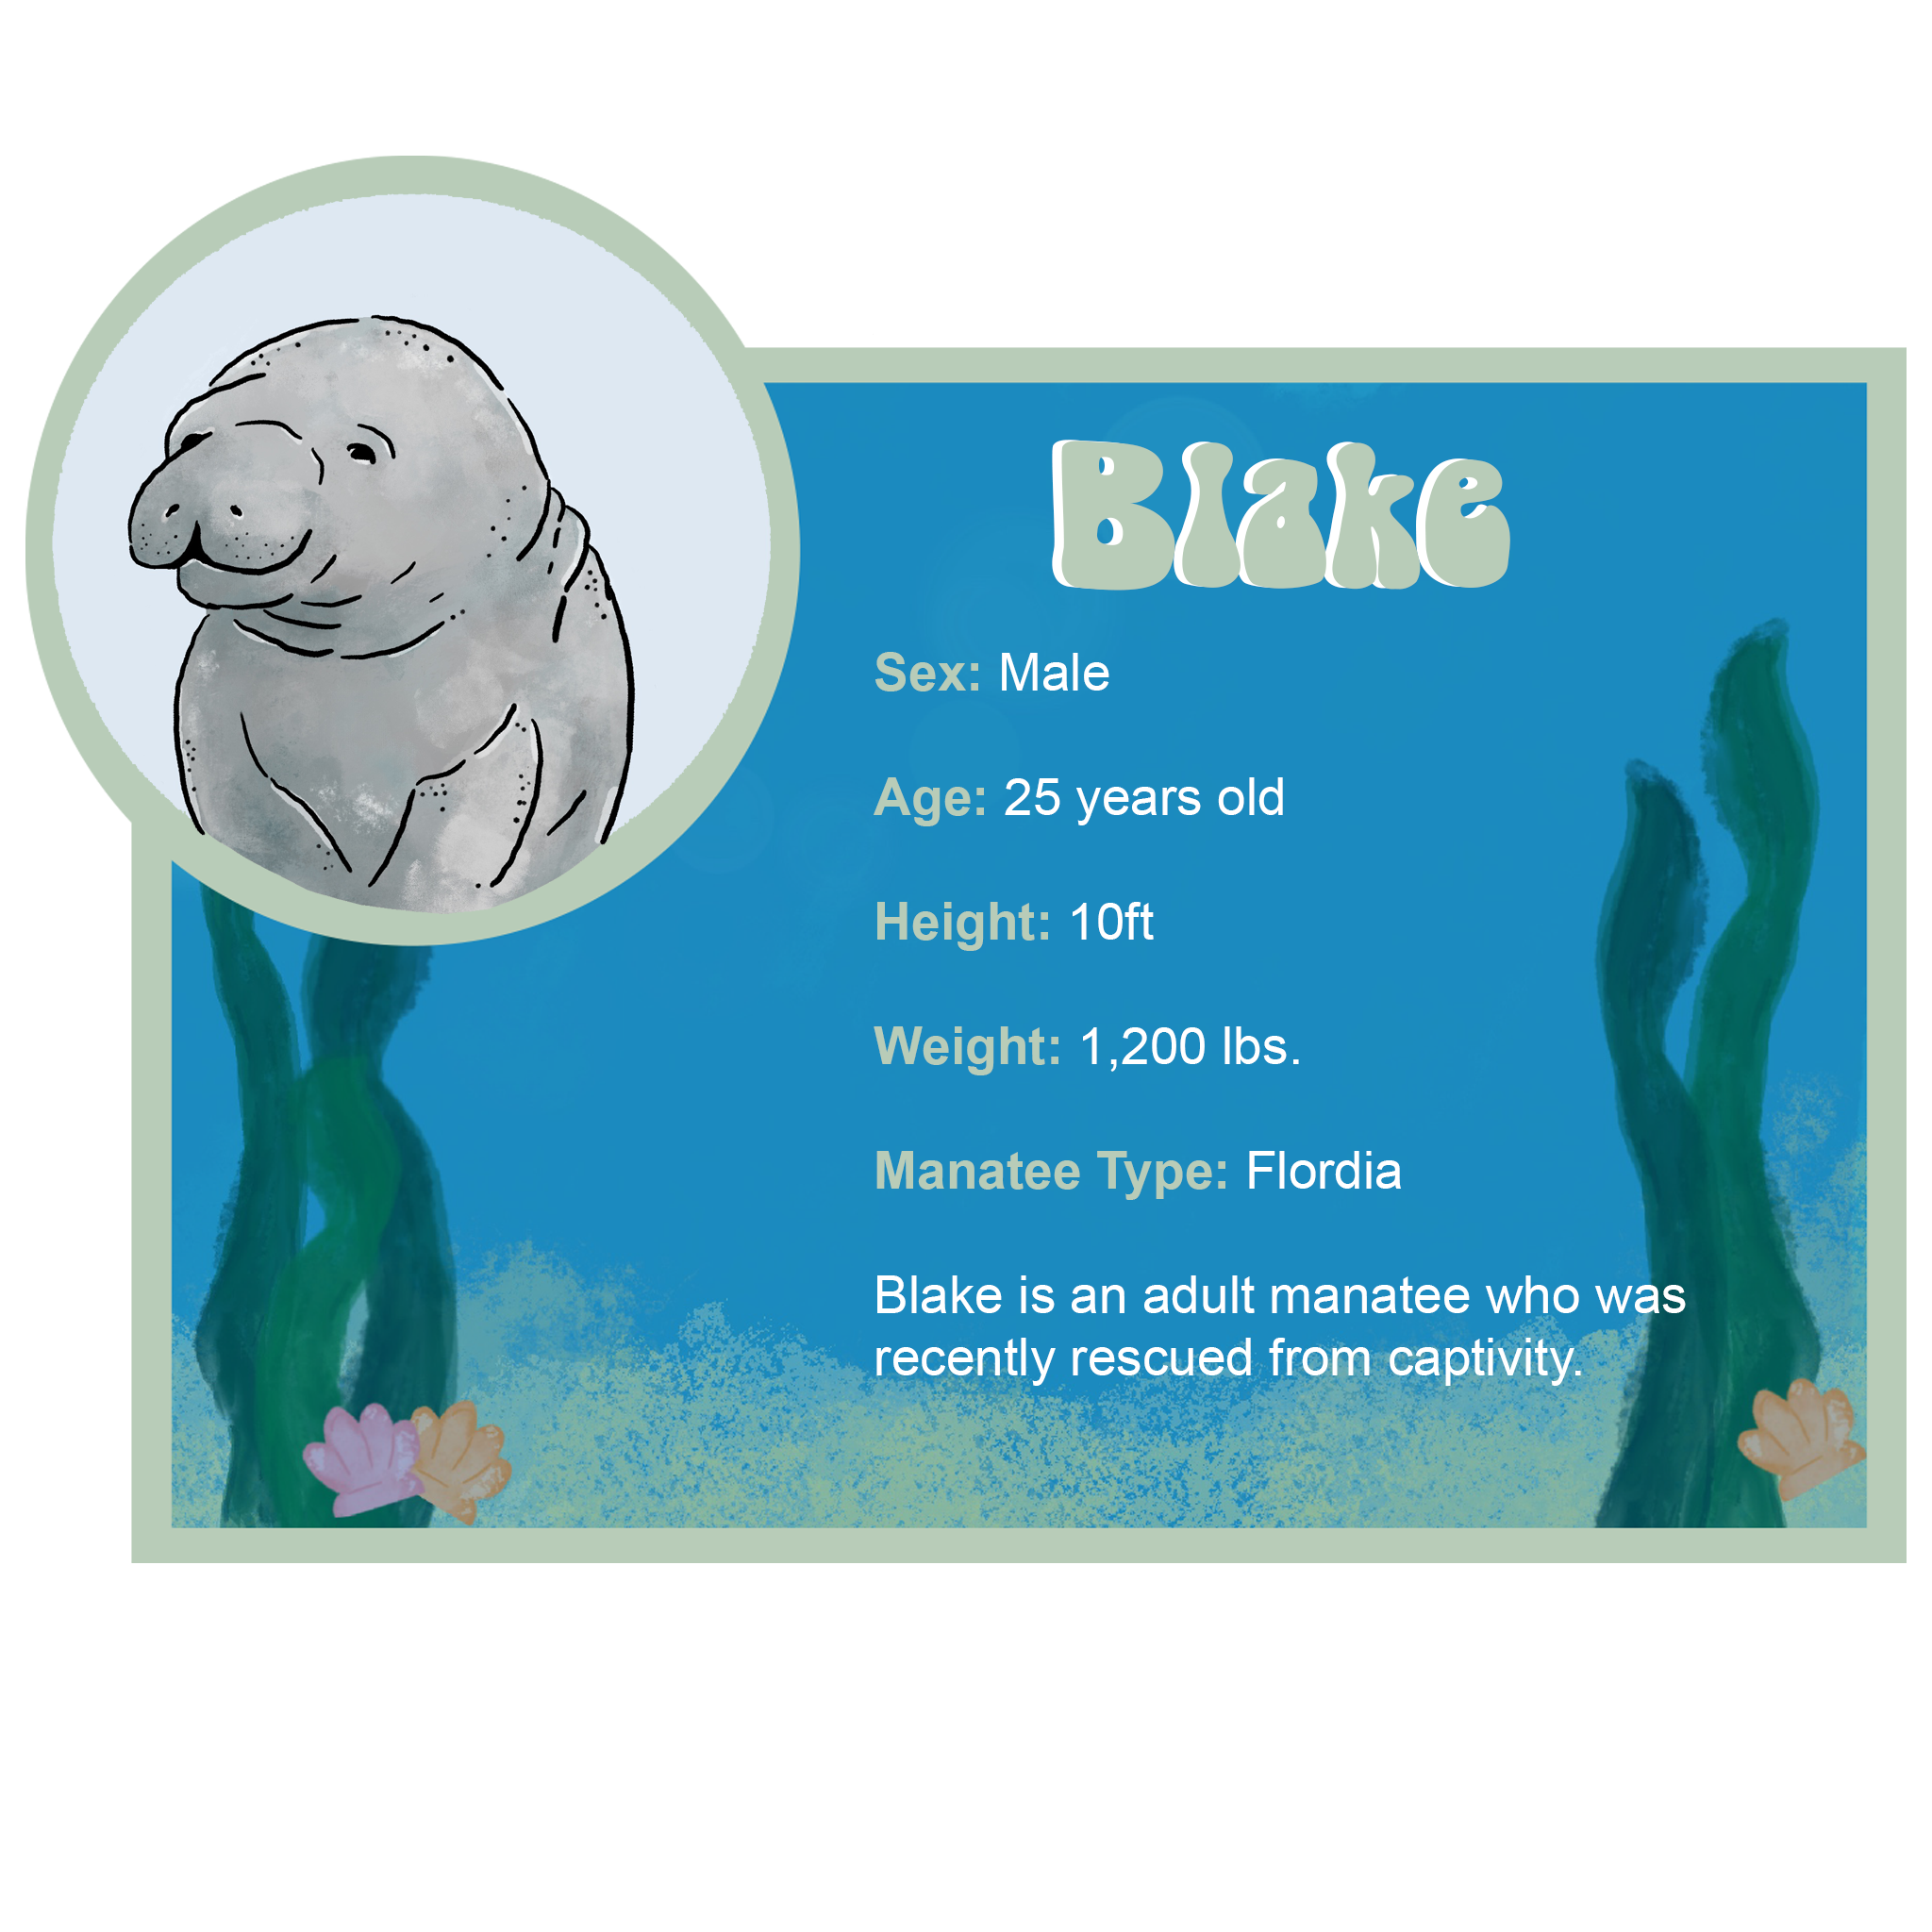 Blake
Sex: Male
Age: 25 years old
Height: 10ft
Weight: 1,200 lbs.
Manatee Type: Flordia
Blake is an adult manatee who was
recently rescued from captivity.